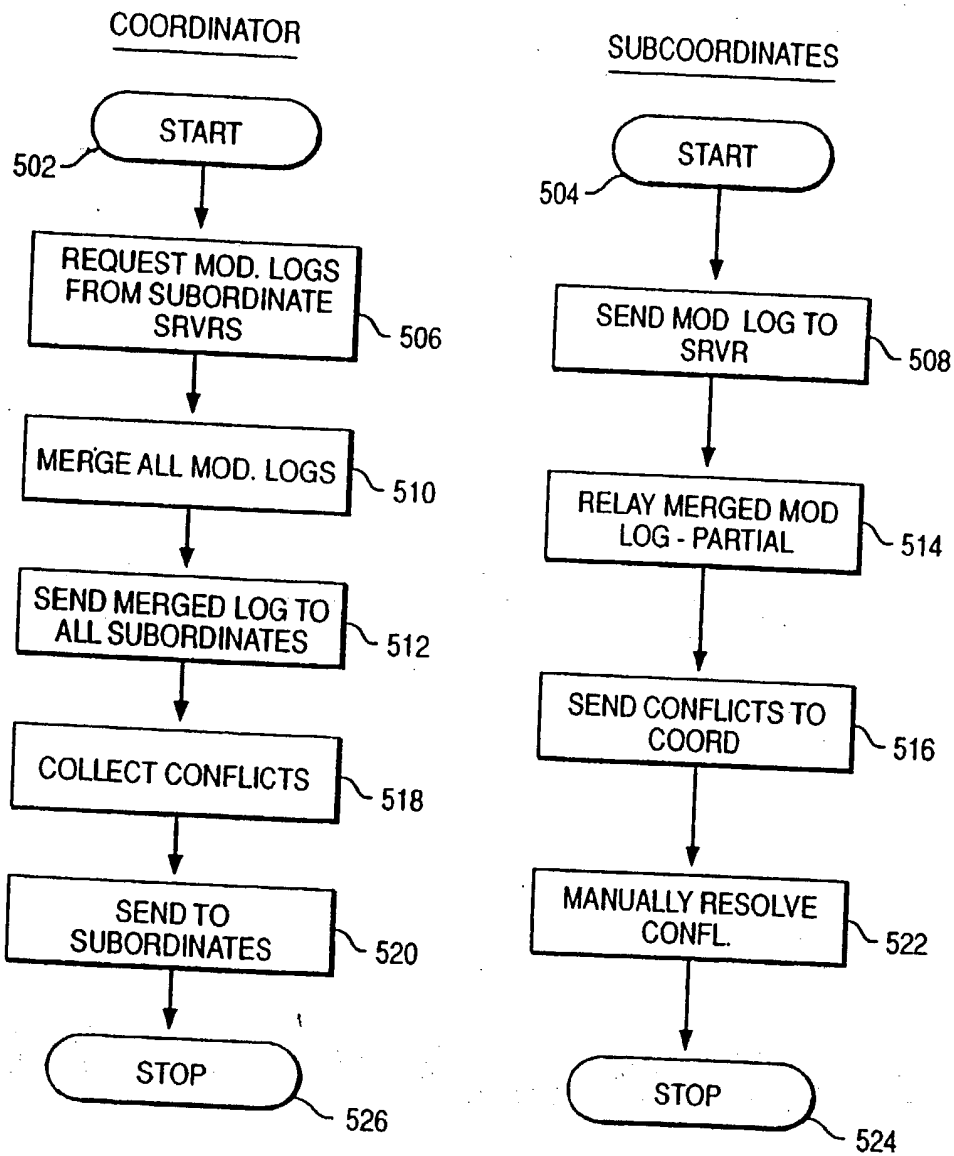 COORDINATOR
START
502
REQUEST MOD. LOGS
FROM SUBORDINATE
SRVRS
506
MERGE ALL MOD. LOGS
510
SEND MERGED LOG TO
ALL SUBORDINATES
512
COLLECT CONFLICTS
518
SEND TO
SUBORDINATES
520
STOP
526
SUBCOORDINATES
START
504
SEND MOD LOG TO
SRVR
508
RELAY MERGED MOD
LOG - PARTIAL
514
SEND CONFLICTS TO
COORD
516
MANUALLY RESOLVE
CONFL.
522
STOP
524